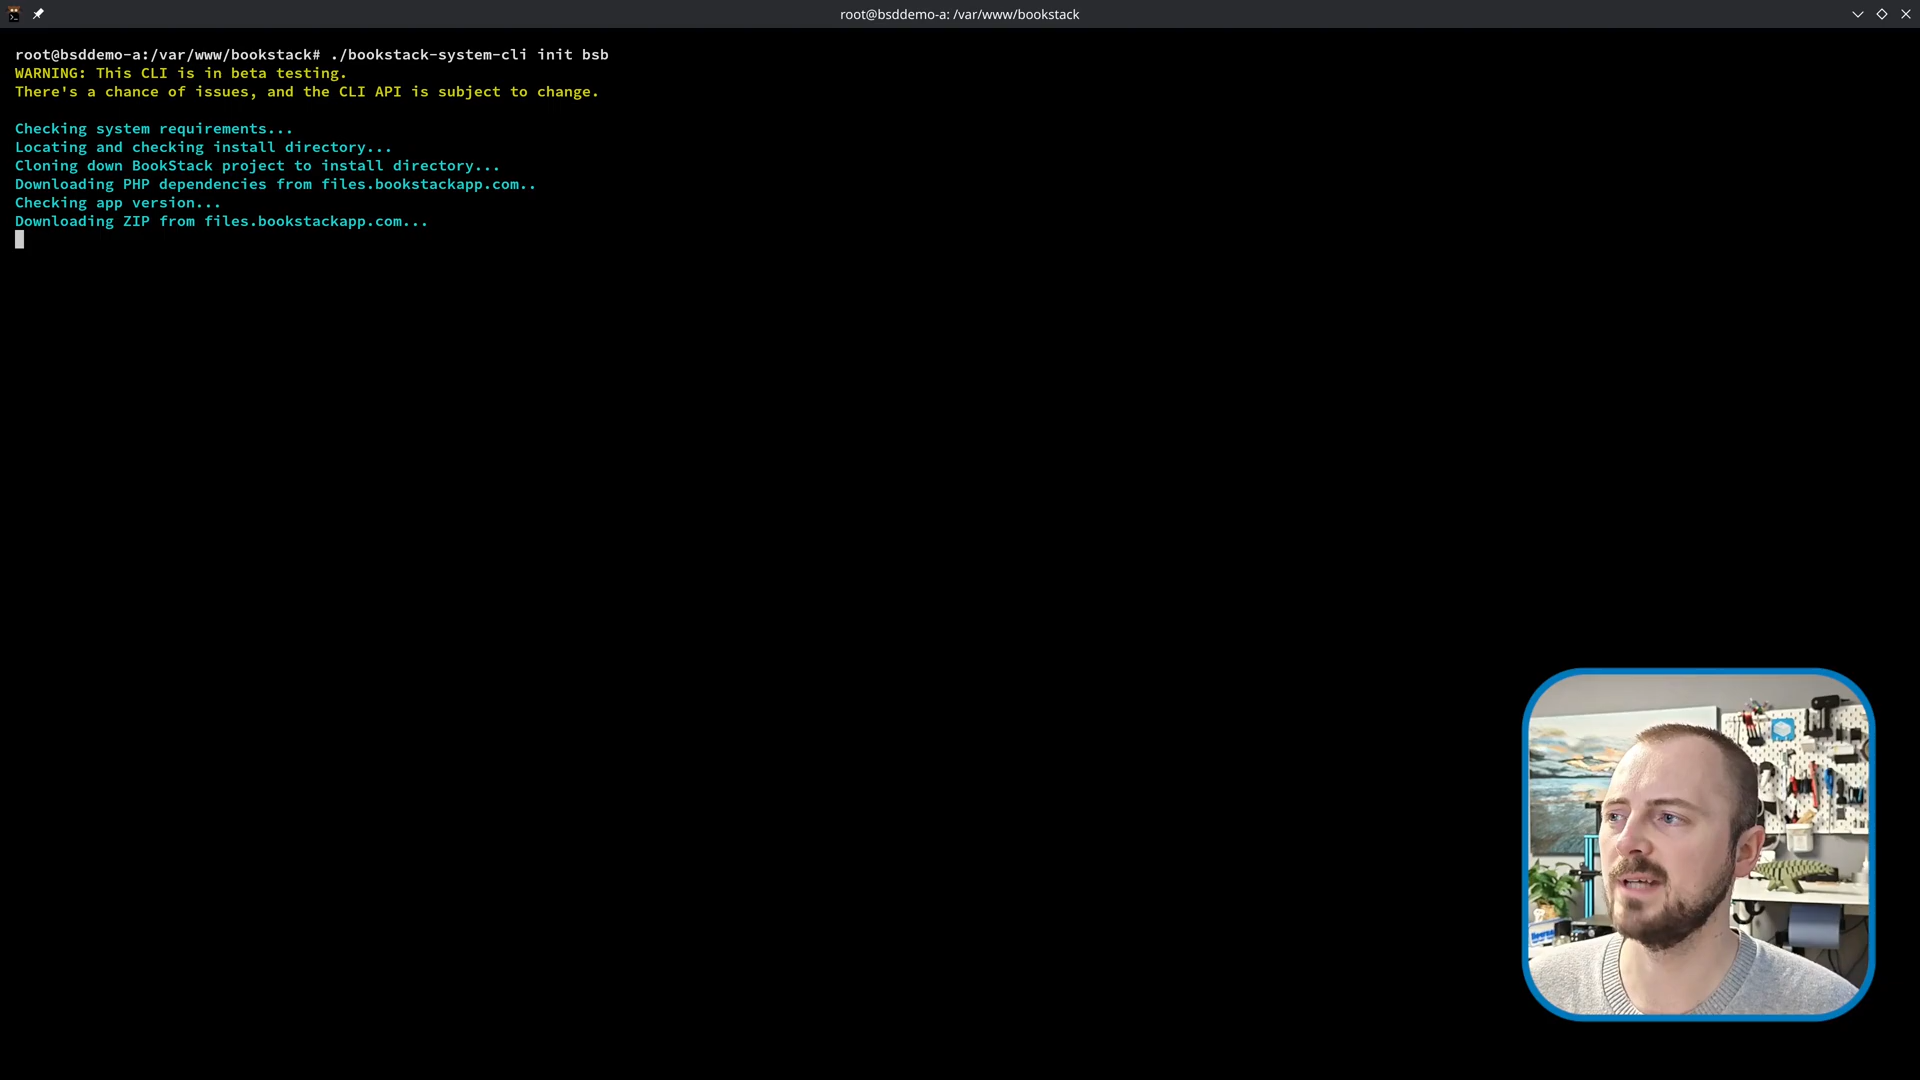 root@bsddemo-a: /var/www/bookstack
root@bsddemo-a:/var/www/bookstack# ./bookstack-system-cli init bsb
WARNING: This CLI is in beta testing.
There's a chance of issues, and the CLI API is subject to change.
Checking system requirements...
Locating and checking install directory...
Cloning down BookStack project to install directory...
Downloading PHP dependencies from files.bookstackapp.com..
Checking app version...
Downloading ZIP from files.bookstackapp.com...